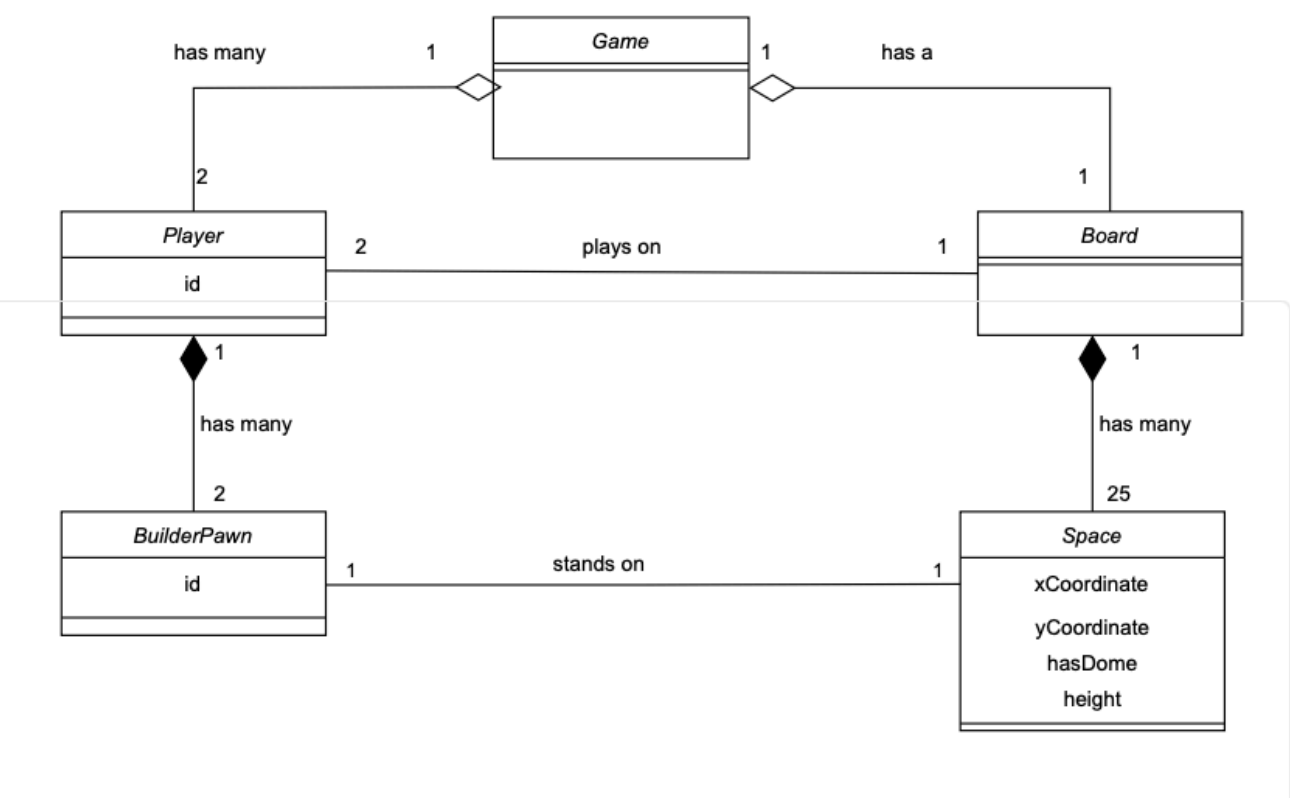 Game
has many
1
1
has a
2
1
Player
id
2
plays on
1
Board
1
has many
2
1
has many
25
BuilderPawn
id
1
stands on
1
Space
xCoordinate
yCoordinate
hasDome
height